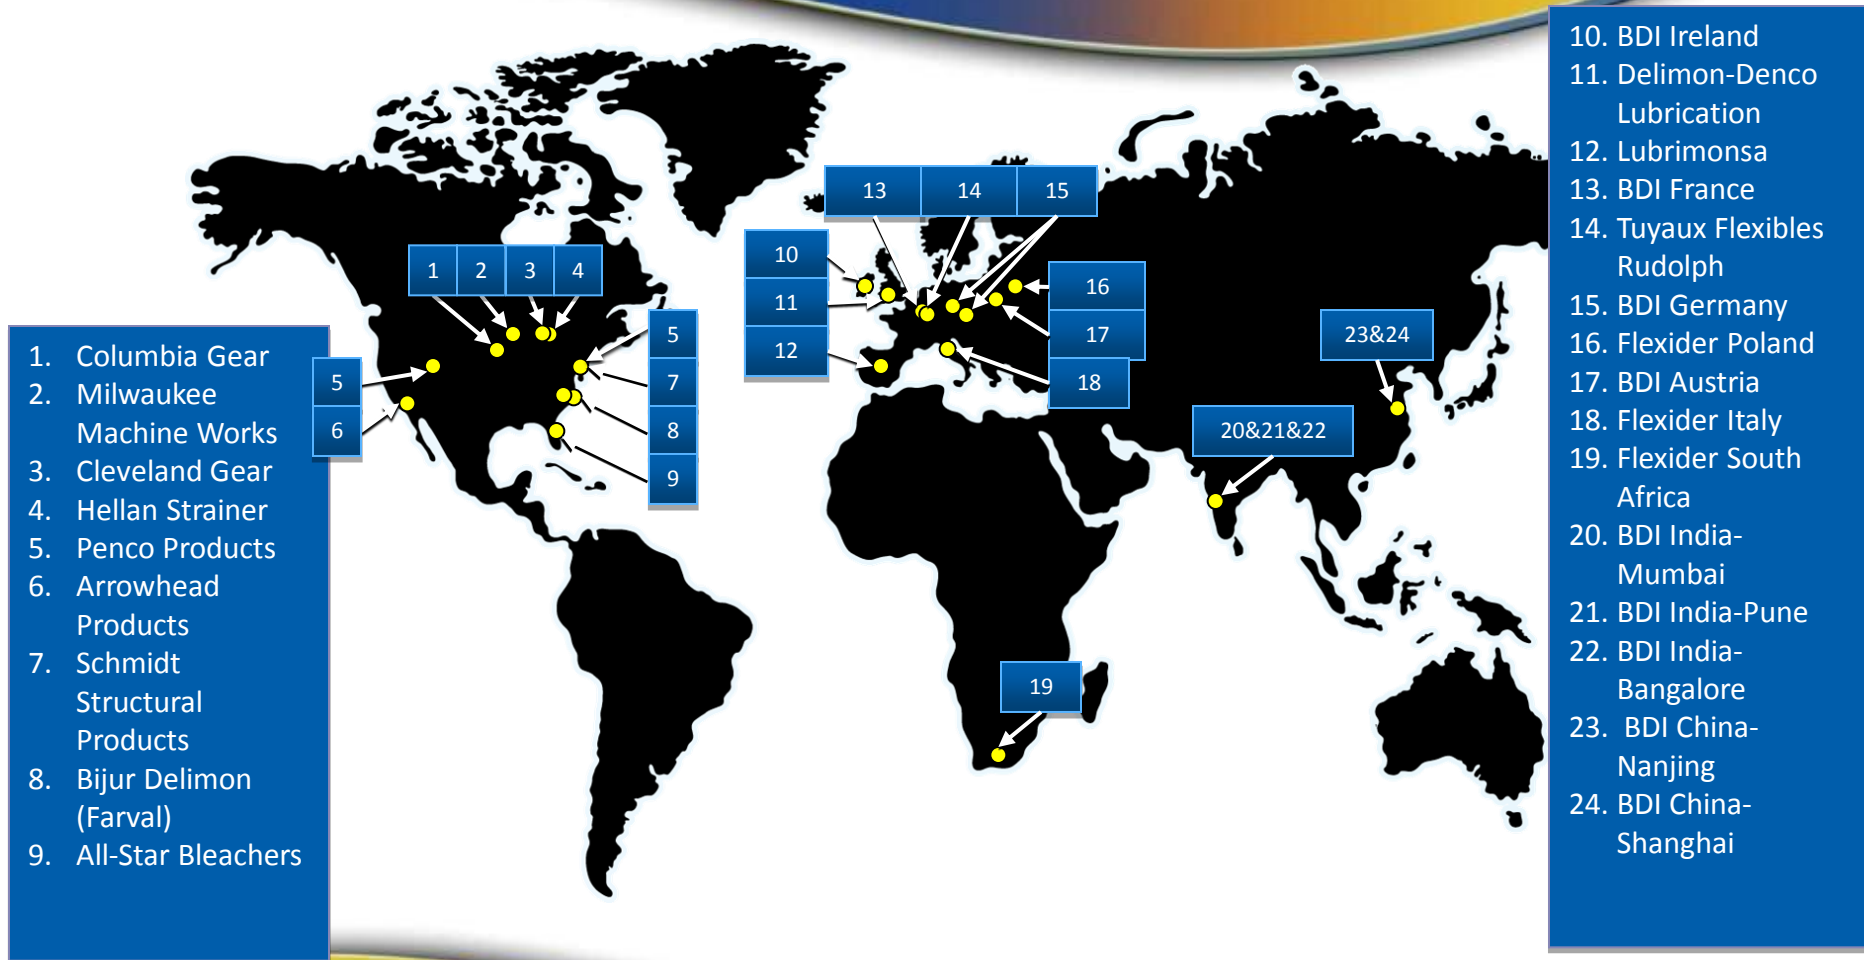 1. Columbia Gear
2. Milwaukee
Machine Works
3. Cleveland Gear
4. Hellan Strainer
5. Penco Products
6. Arrowhead
Products
7. Schmidt
Structural
Products
8. Bijur Delimon
(Farval)
9. All-Star Bleachers
1
2
3
4
5
6
5
7
8
9
10
11
12
13
14
15
16
17
18
19
20&21&22
23&24
10. BDI Ireland
11. Delimon-Denco
Lubrication
12. Lubrimonsa
13. BDI France
14. Tuyaux Flexibles
Rudolph
15. BDI Germany
16. Flexider Poland
17. BDI Austria
18. Flexider Italy
19. Flexider South
Africa
20. BDI India-
Mumbai
21. BDI India-Pune
22. BDI India-
Bangalore
23. BDI China-
Nanjing
24. BDI China-
Shanghai